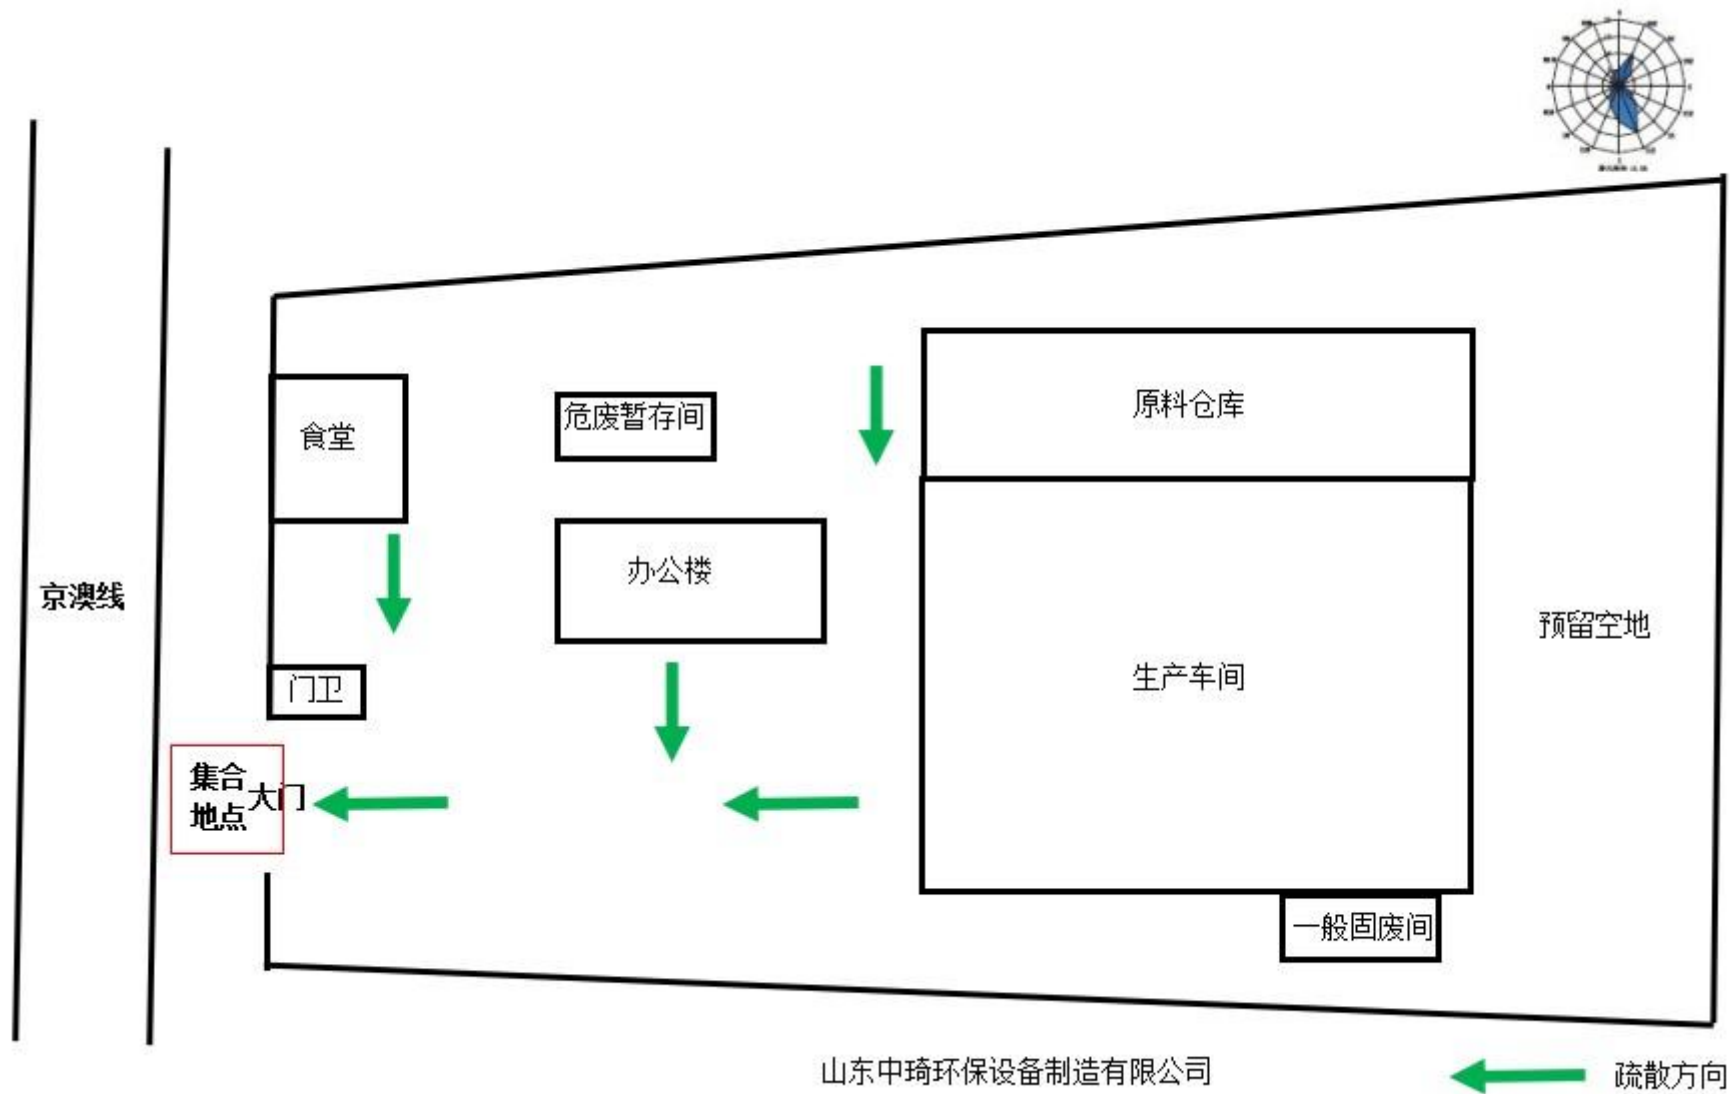 原料仓库
危废暂存间
食堂
办公楼
京澳线
预留空地
生产车间
门卫
集合
地点
大门
一般固废间
山东中琦环保设备制造有限公司
疏散方向